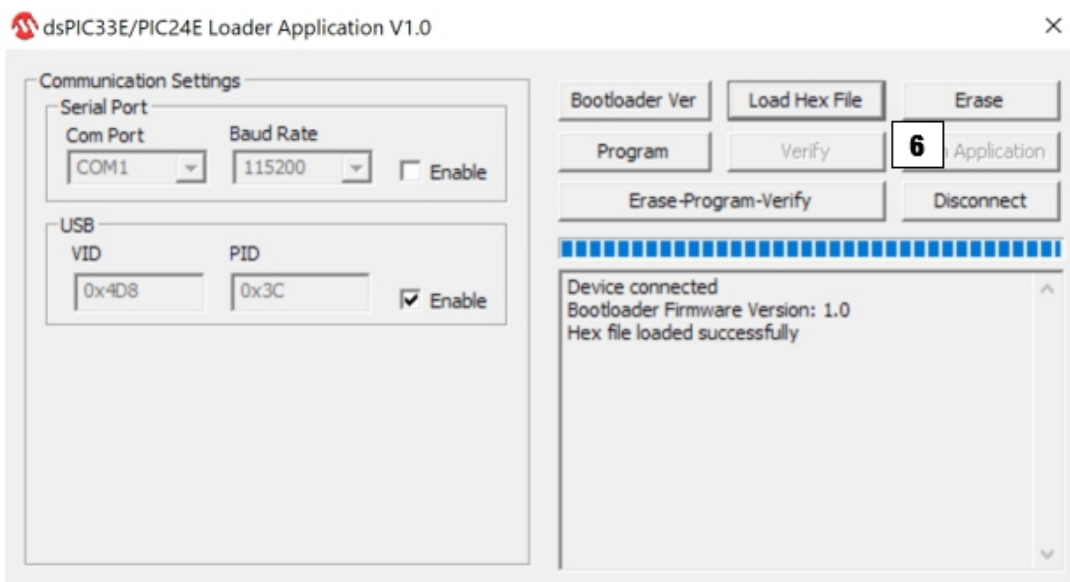 dsPIC33E/PIC24E Loader Application V1.0
Communication Settings
Serial Port
Com Port Baud Rate
COM1 115200 Enable
USB
VID PID
0x4D8 0x3C Enable
Bootloader Ver Load Hex File Erase
Program Verify 6 Application
Erase-Program-Verify Disconnect
Device connected
Bootloader Firmware Version: 1.0
Hex file loaded successfully